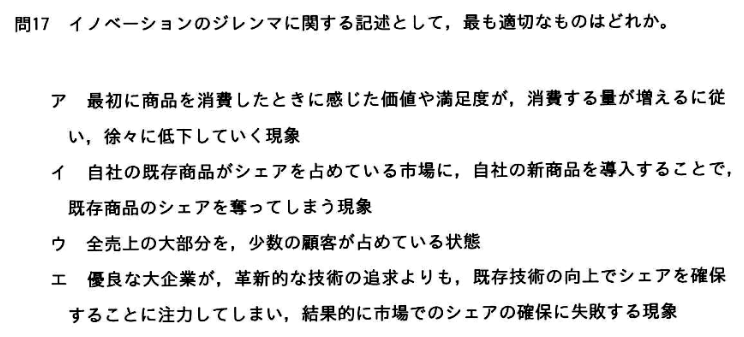 問17　イノベーションのジレンマに関する記述として，最も適切なものはどれか。
ア　最初に商品を消費したときに感じた価値や満足度が，消費する量が増えるに従
い，徐々に低下していく現象
イ　自社の既存商品がシェアを占めている市場に，自社の新商品を導入することで，
既存商品のシェアを奪ってしまう現象
ウ　全売上の大部分を，少数の顧客が占めている状態
エ　優良な大企業が，革新的な技術の追求よりも，既存技術の向上でシェアを確保
することに注力してしまい，結果的に市場でのシェアの確保に失敗する現象